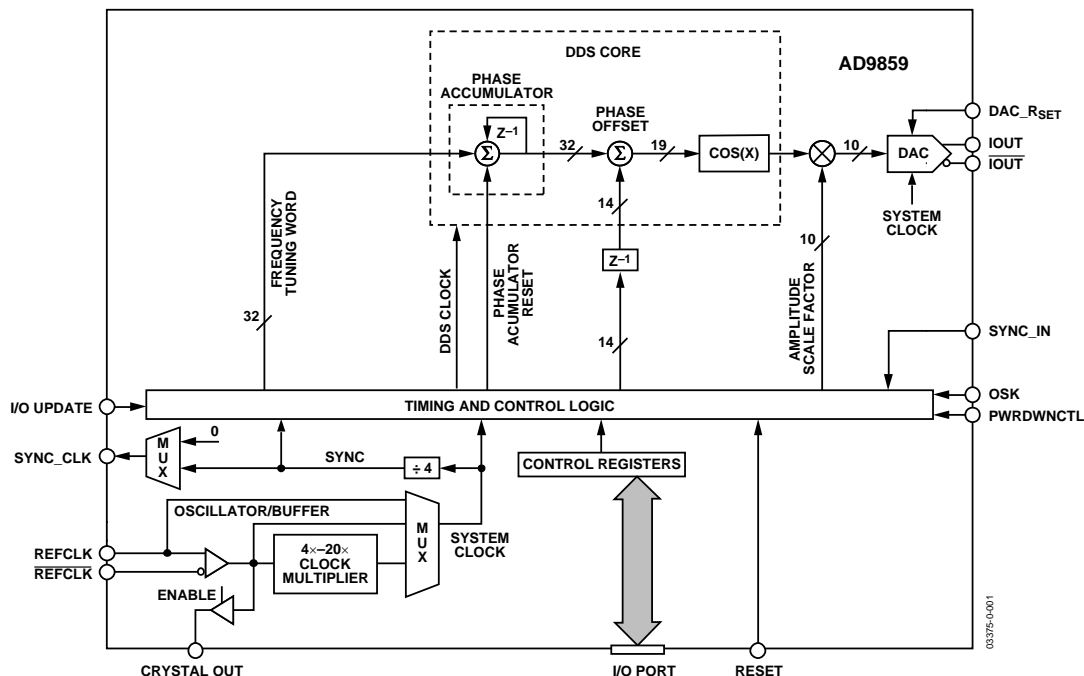 DDS CORE
AD9859
PHASE
ACCUMULATOR
PHASE
OFFSET
Z–1
Σ
32
Σ
19
COS(X)
10
DAC
DAC_RSET
IOUT
IOUT
SYSTEM
CLOCK
14
Z–1
14
10
32
FREQUENCY
TUNING WORD
DDS CLOCK
PHASE
ACUMULATOR
RESET
AMPLITUDE
SCALE FACTOR
SYNC_IN
I/O UPDATE
TIMING AND CONTROL LOGIC
OSK
PWRDWNCTL
SYNC_CLK
MUX
0
SYNC
÷ 4
CONTROL REGISTERS
OSCILLATOR/BUFFER
MUX
SYSTEM
CLOCK
REFCLK
REFCLK
4×–20×
CLOCK
MULTIPLIER
ENABLE
CRYSTAL OUT
I/O PORT
RESET
03375-0-001